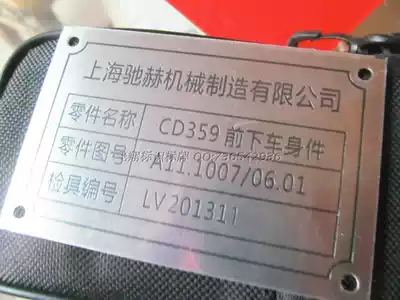 上海驰赫机械制造有限公司
零件名称 CD359 前下车身件
零件图号 A11.1007/06.01
检具编号 LV201311